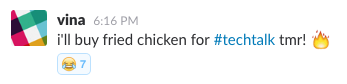 vina 6:16 PM
i'll buy fried chicken for #techtalk tmr! 🔥
😂 7